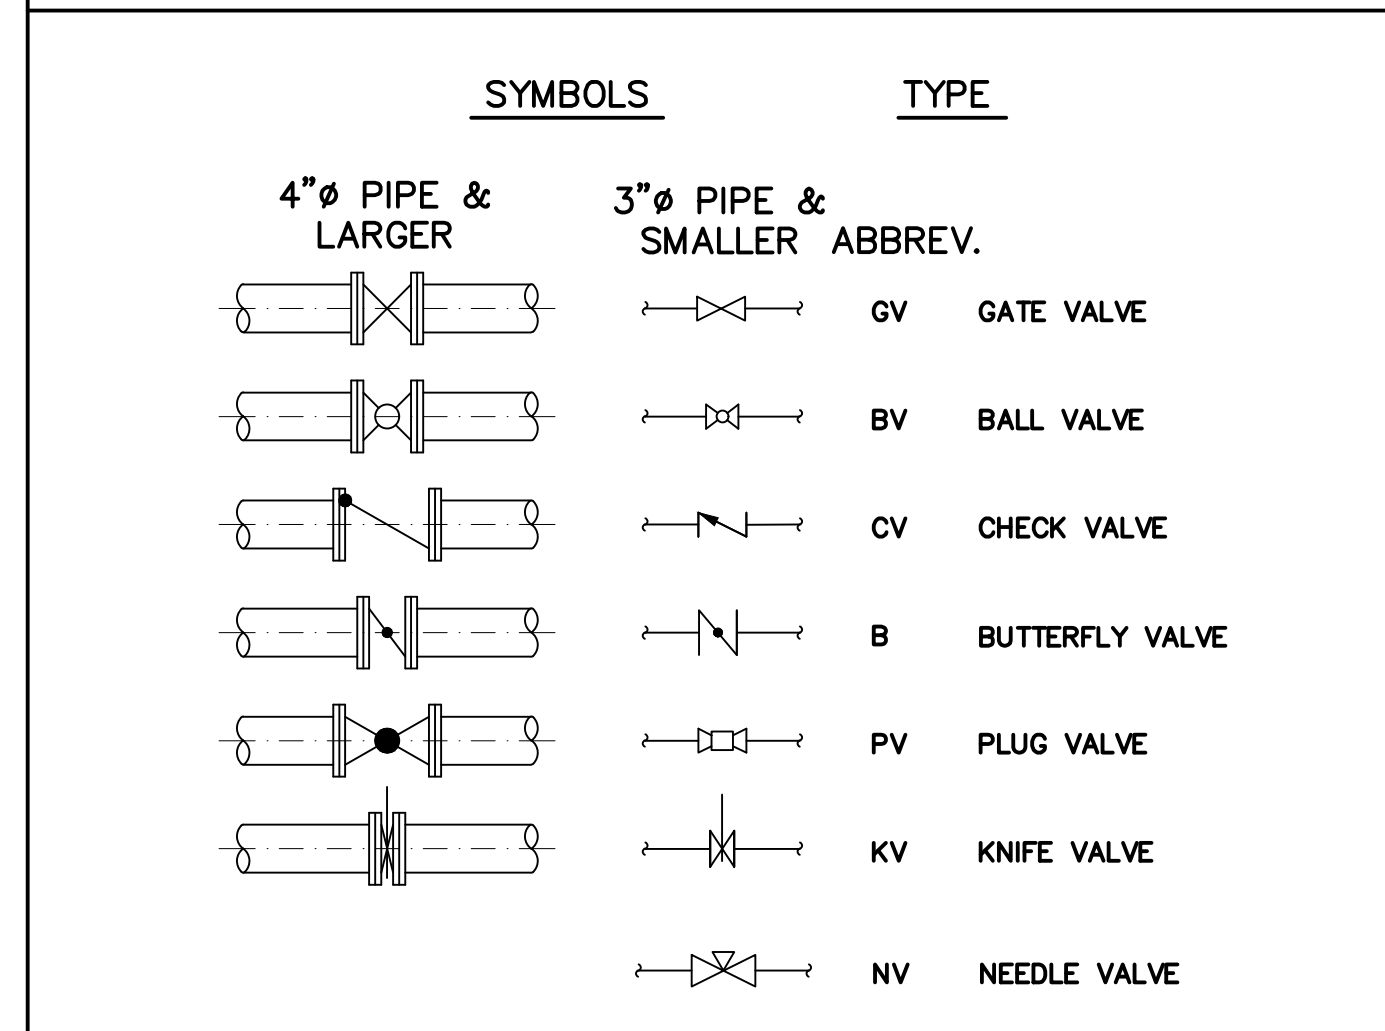 SYMBOLS TYPE
4”ø PIPE &
LARGER
3”ø PIPE &
SMALLER ABBREV.
GV GATE VALVE
BV BALL VALVE
CV CHECK VALVE
B BUTTERFLY VALVE
PV PLUG VALVE
KV KNIFE VALVE
NV NEEDLE VALVE